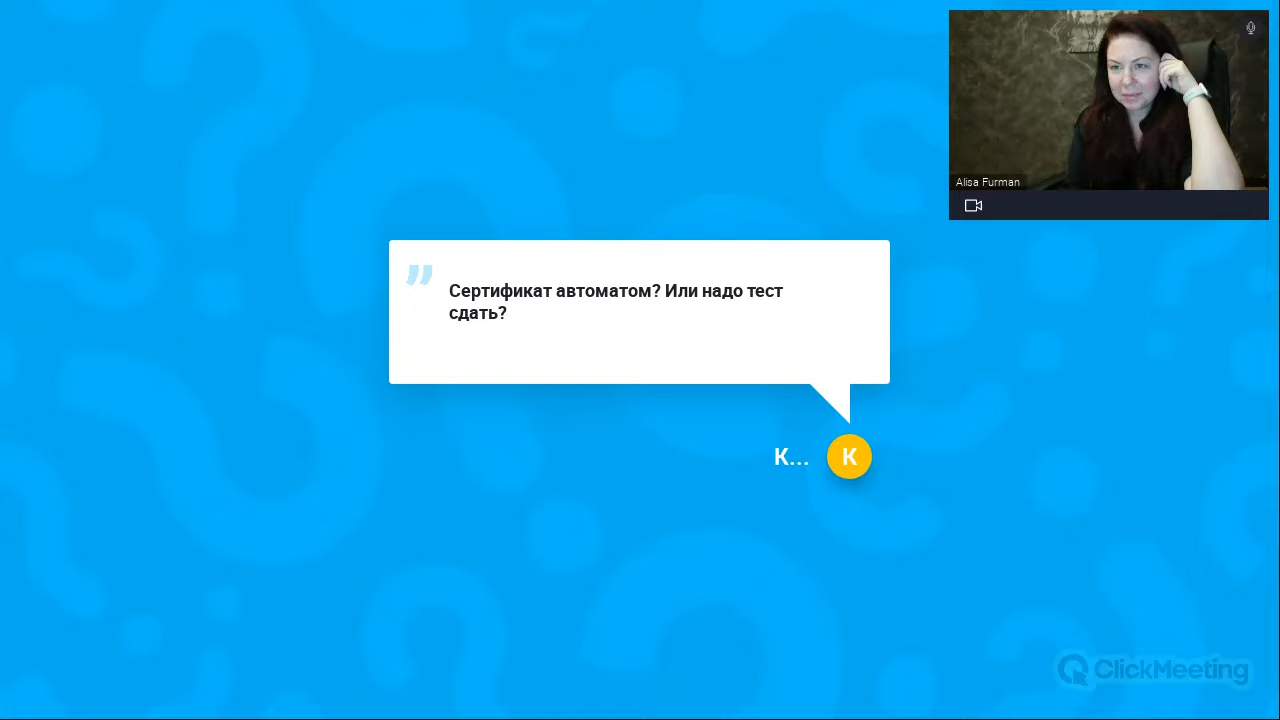 Alisa Furman
Сертификат автоматом? Или надо тест
сдать?
К... К
ClickMeeting